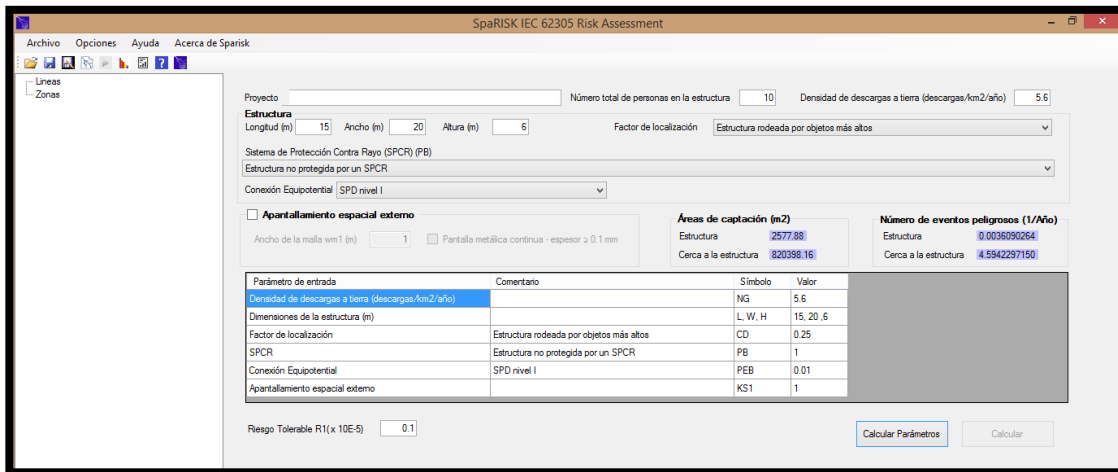 SpaRISK IEC 62305 Risk Assessment
Archivo Opciones Ayuda Acerca de Sparisk
Lineas
Zonas
Proyecto Número total de personas en la estructura 10 Densidad de descargas a tierra (descargas/km2/año) 5.6
Estructura
Longitud (m) 15 Ancho (m) 20 Altura (m) 6 Factor de localización Estructura rodeada por objetos más altos
Sistema de Protección Contra Rayo (SPCR) (PB)
Estructura no protegida por un SPCR
Conexión Equipotential SPD nivel I
Apantallamiento espacial externo Áreas de captación (m2) Número de eventos peligrosos (1/Año)
Ancho de la malla wm1 (m) 1 Pantalla metálica continua - espesor ≥ 0.1 mm Estructura 2577.88 Estructura 0.0036090264
Cerca a la estructura 820398.16 Cerca a la estructura 4.5942297150
Parámetro de entrada Comentario Símbolo Valor
Densidad de descargas a tierra (descargas/km2/año) NG 5.6
Dimensiones de la estructura (m) L, W, H 15, 20 ,6
Factor de localización Estructura rodeada por objetos más altos CD 0.25
SPCR Estructura no protegida por un SPCR PB 1
Conexión Equipotential SPD nivel I PEB 0.01
Apantallamiento espacial externo KS1 1
Riesgo Tolerable R1(x 10E-5) 0.1 Calcular Parámetros Calcular